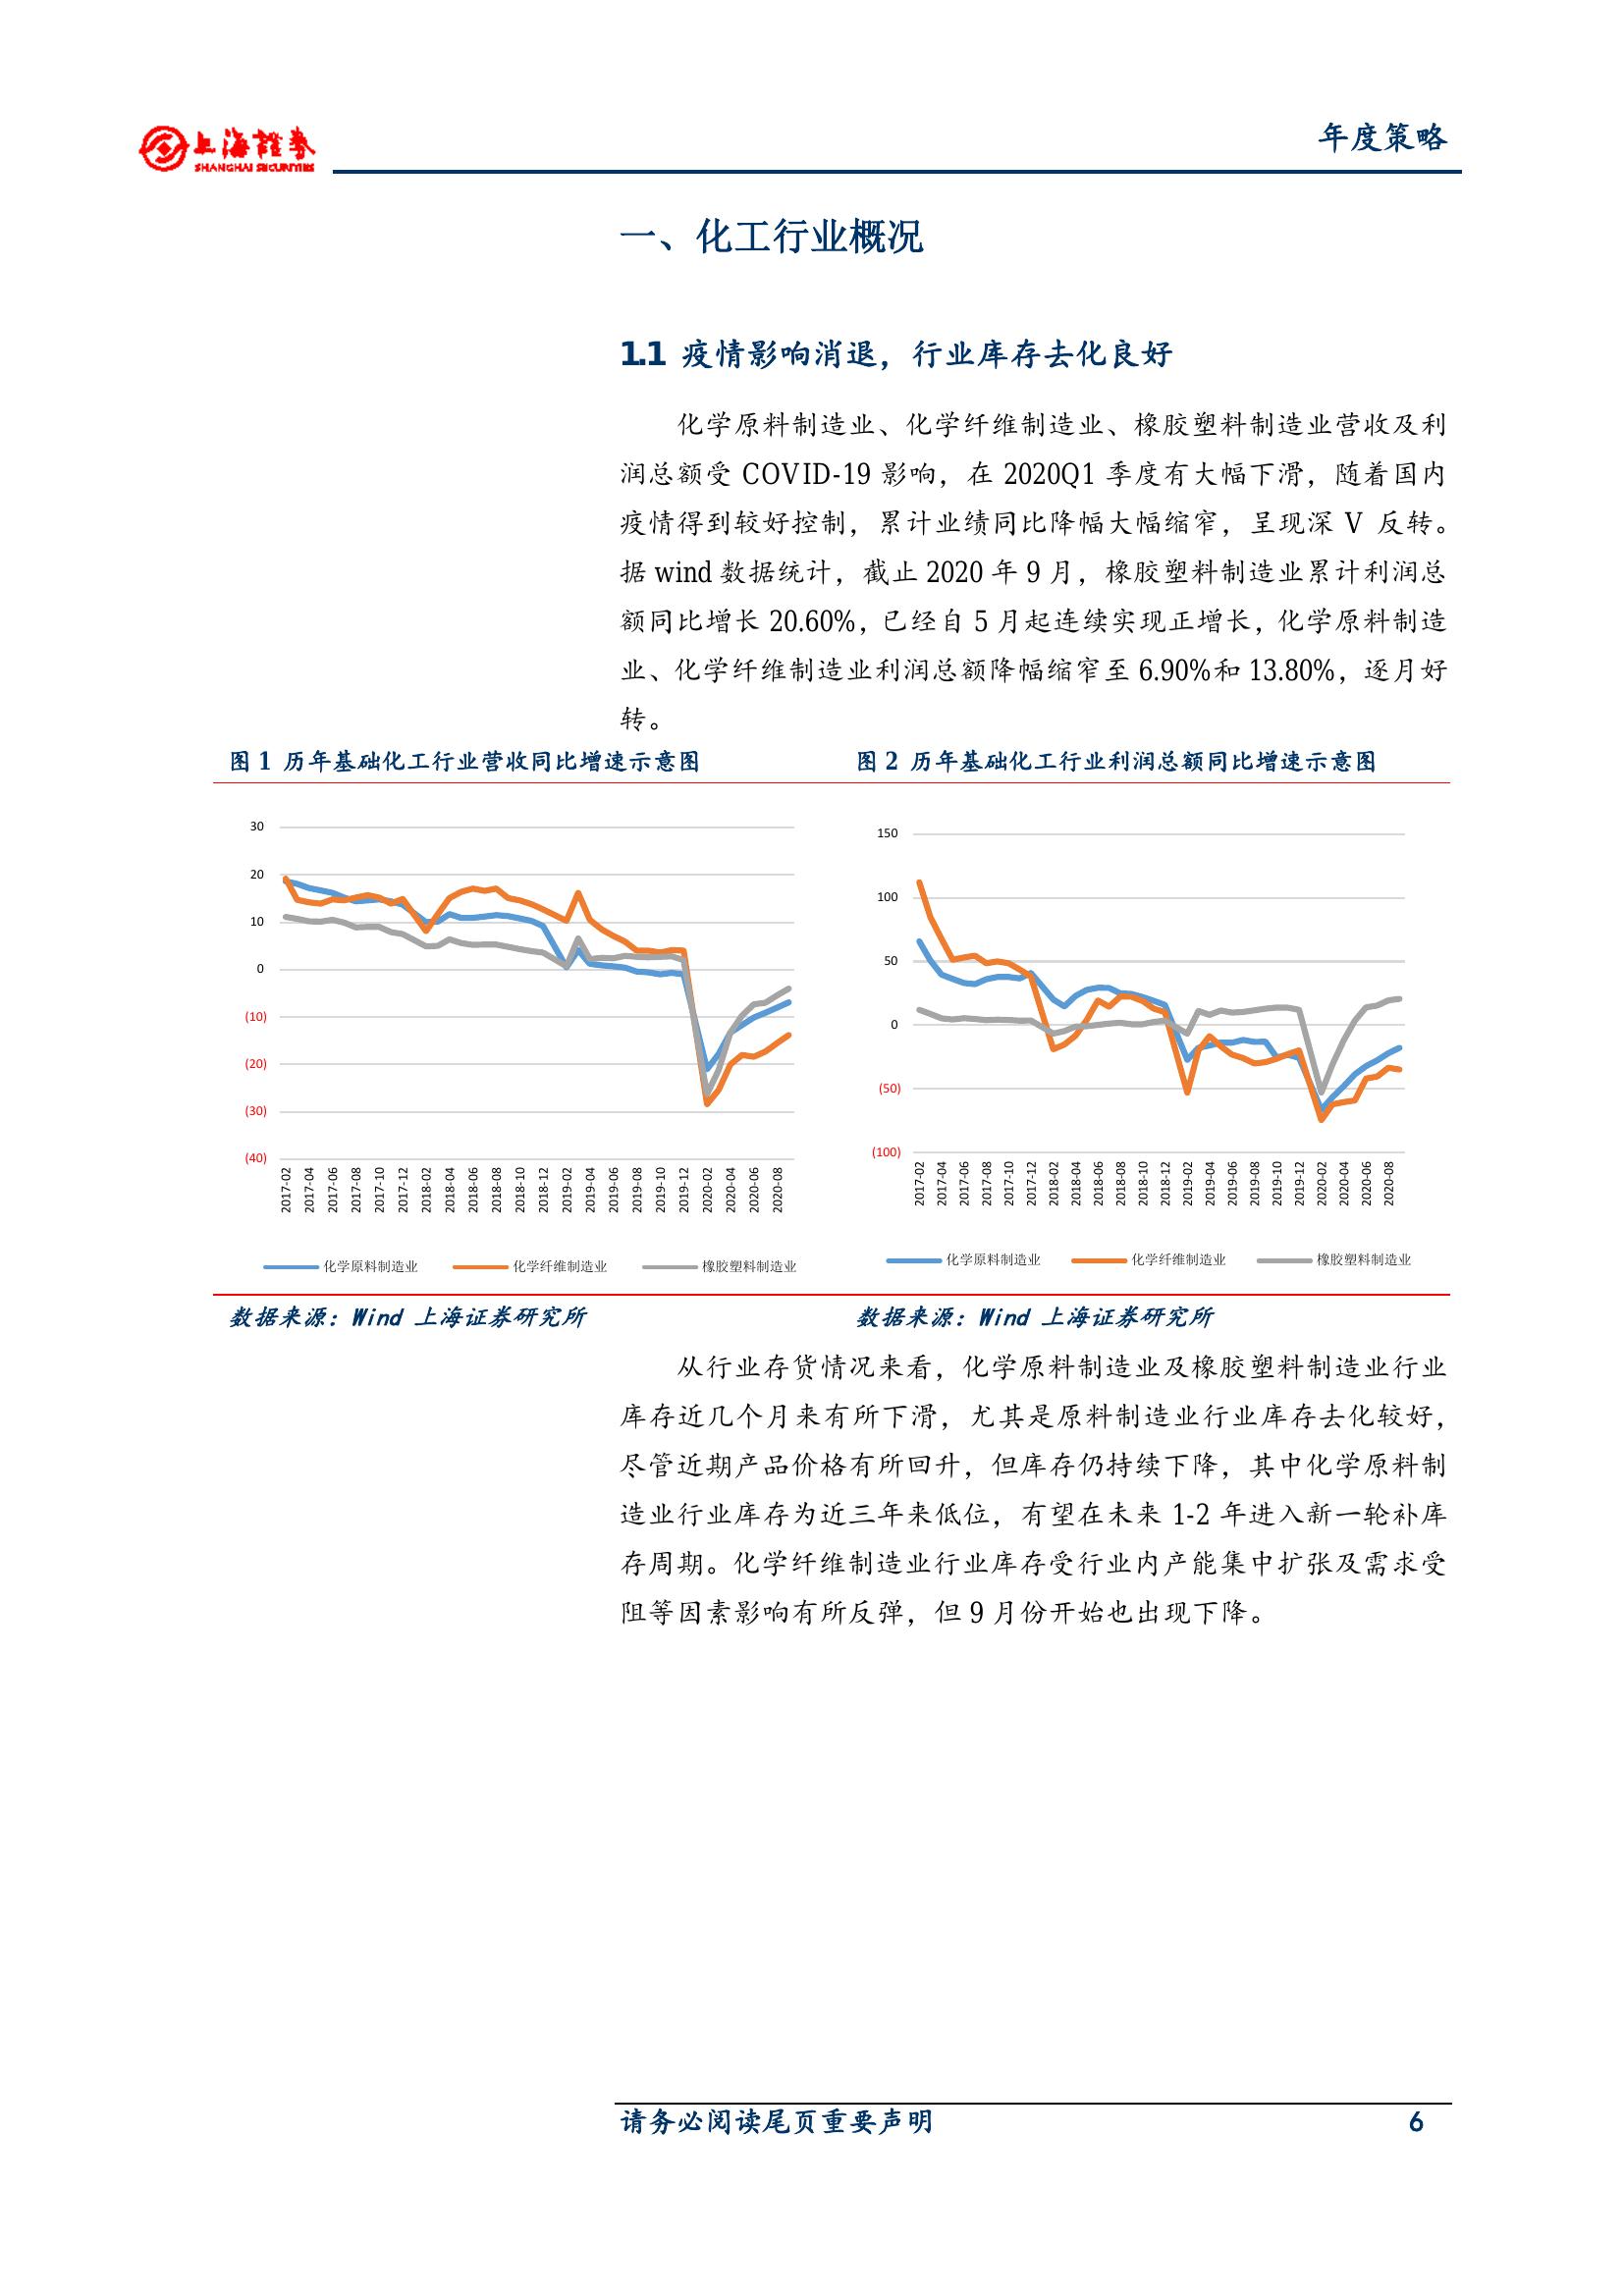 上海證券
SHANGHAI SECURITIES
年度策略
一、化工行业概况
1.1 疫情影响消退，行业库存去化良好
化学原料制造业、化学纤维制造业、橡胶塑料制造业营收及利
润总额受 COVID-19 影响，在 2020Q1 季度有大幅下滑，随着国内
疫情得到较好控制，累计业绩同比降幅大幅缩窄，呈现深 V 反转。
据 wind 数据统计，截止 2020 年 9 月，橡胶塑料制造业累计利润总
额同比增长 20.60%，已经自 5 月起连续实现正增长，化学原料制造
业、化学纤维制造业利润总额降幅缩窄至 6.90%和 13.80%，逐月好
转。
图 1 历年基础化工行业营收同比增速示意图
30
20
10
0
(10)
(20)
(30)
(40)
2017-02
2017-04
2017-06
2017-08
2017-10
2017-12
2018-02
2018-04
2018-06
2018-08
2018-10
2018-12
2019-02
2019-04
2019-06
2019-08
2019-10
2019-12
2020-02
2020-04
2020-06
2020-08
化学原料制造业
化学纤维制造业
橡胶塑料制造业
数据来源：Wind 上海证券研究所
图 2 历年基础化工行业利润总额同比增速示意图
150
100
50
0
(50)
(100)
2017-02
2017-04
2017-06
2017-08
2017-10
2017-12
2018-02
2018-04
2018-06
2018-08
2018-10
2018-12
2019-02
2019-04
2019-06
2019-08
2019-10
2019-12
2020-02
2020-04
2020-06
2020-08
化学原料制造业
化学纤维制造业
橡胶塑料制造业
数据来源：Wind 上海证券研究所
从行业存货情况来看，化学原料制造业及橡胶塑料制造业行业
库存近几个月来有所下滑，尤其是原料制造业行业库存去化较好，
尽管近期产品价格有所回升，但库存仍持续下降，其中化学原料制
造业行业库存为近三年来低位，有望在未来 1-2 年进入新一轮补库
存周期。化学纤维制造业行业库存受行业内产能集中扩张及需求受
阻等因素影响有所反弹，但 9 月份开始也出现下降。
请务必阅读尾页重要声明
6